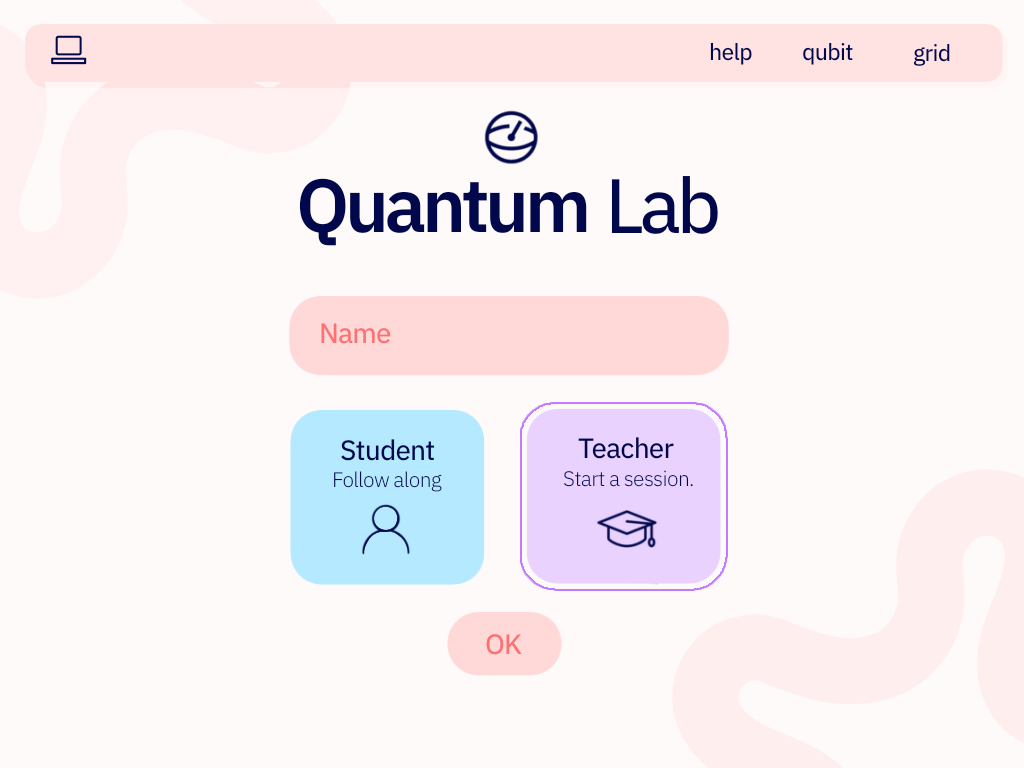 help qubit grid
Quantum Lab
Name
Student
Follow along
Teacher
Start a session.
OK